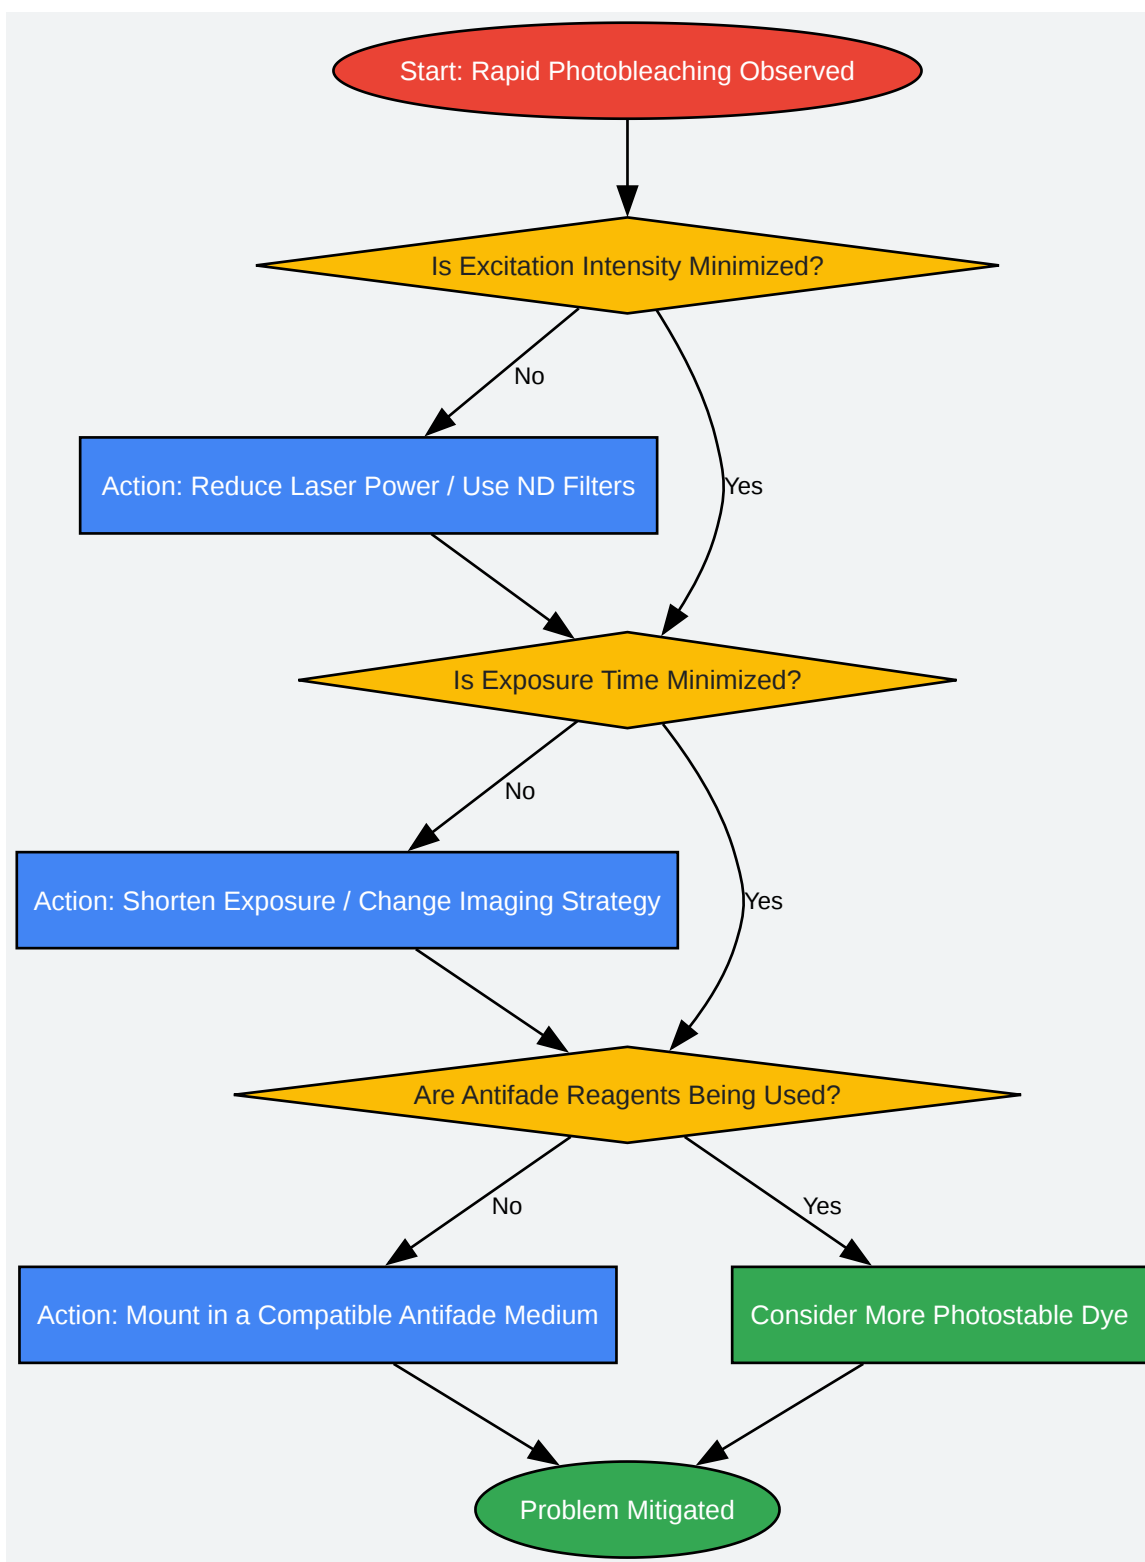 Start: Rapid Photobleaching Observed
Is Excitation Intensity Minimized?
No
Action: Reduce Laser Power / Use ND Filters
Yes
Is Exposure Time Minimized?
No
Action: Shorten Exposure / Change Imaging Strategy
Yes
Are Antifade Reagents Being Used?
No
Yes
Action: Mount in a Compatible Antifade Medium
Consider More Photostable Dye
Problem Mitigated